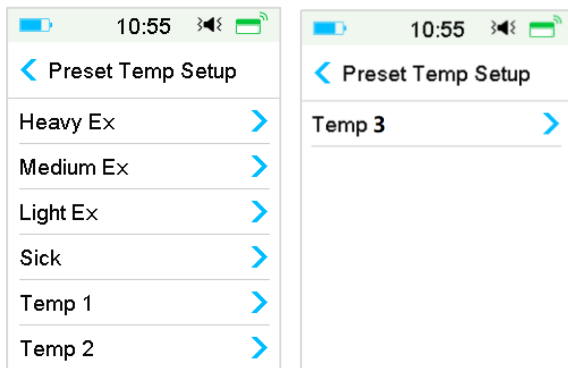 10:55
Preset Temp Setup
Heavy Ex
Medium Ex
Light Ex
Sick
Temp 1
Temp 2
10:55
Preset Temp Setup
Temp 3